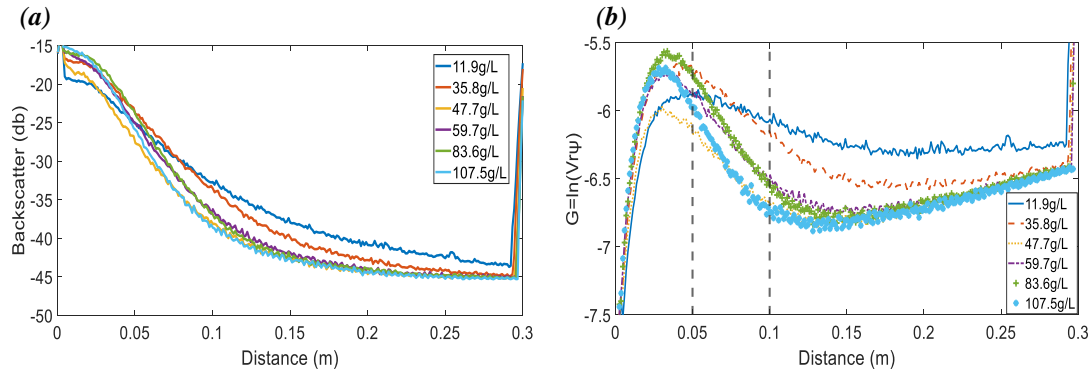 (a)
-15
-20
-25
-30
-35
-40
-45
-50
Backscatter (db)
0
0.05
0.1
0.15
0.2
0.25
0.3
Distance (m)
11.9g/L
35.8g/L
47.7g/L
59.7g/L
83.6g/L
107.5g/L
(b)
-5.5
-6
-6.5
-7
-7.5
G=ln(Vrψ)
0
0.05
0.1
0.15
0.2
0.25
0.3
Distance (m)
11.9g/L
35.8g/L
47.7g/L
59.7g/L
83.6g/L
107.5g/L